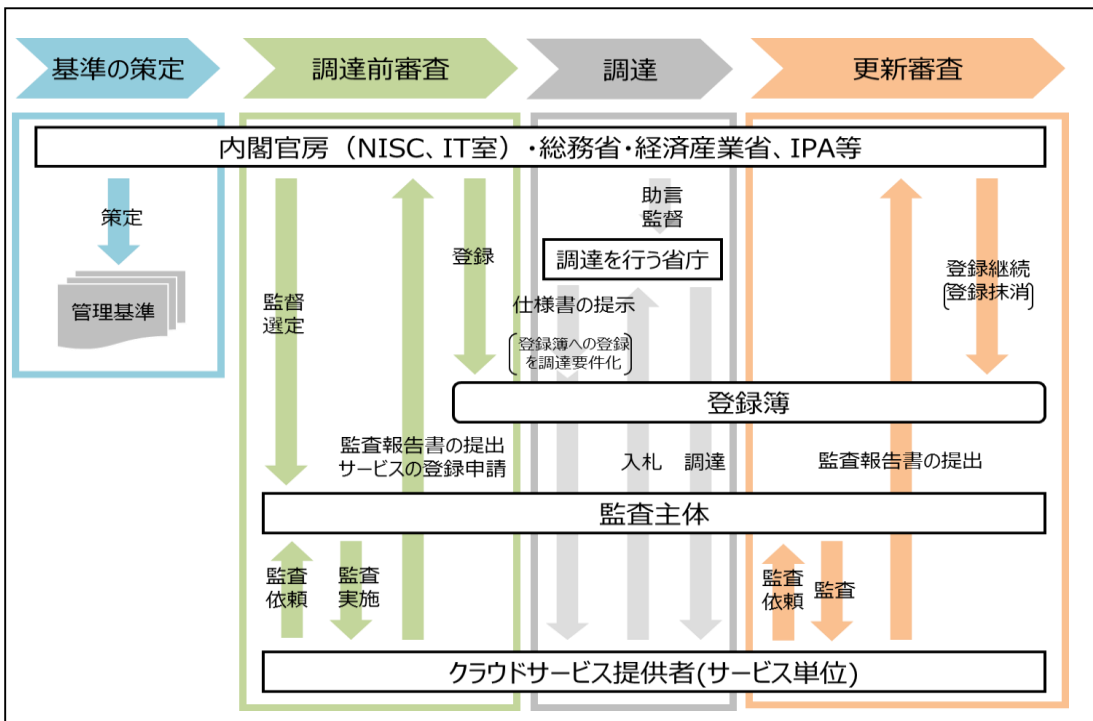 基準の策定
調達前審査
調達
更新審査
内閣官房（NISC、IT室）・総務省・経済産業省、IPA等
策定
管理基準
監督
選定
登録
助言
監督
調達を行う省庁
仕様書の提示
登録簿への登録
を調達要件化
登録継続
登録抹消
登録簿
監査報告書の提出
サービスの登録申請
入札
調達
監査報告書の提出
監査主体
監査
依頼
監査
実施
監査
依頼
監査
クラウドサービス提供者(サービス単位)